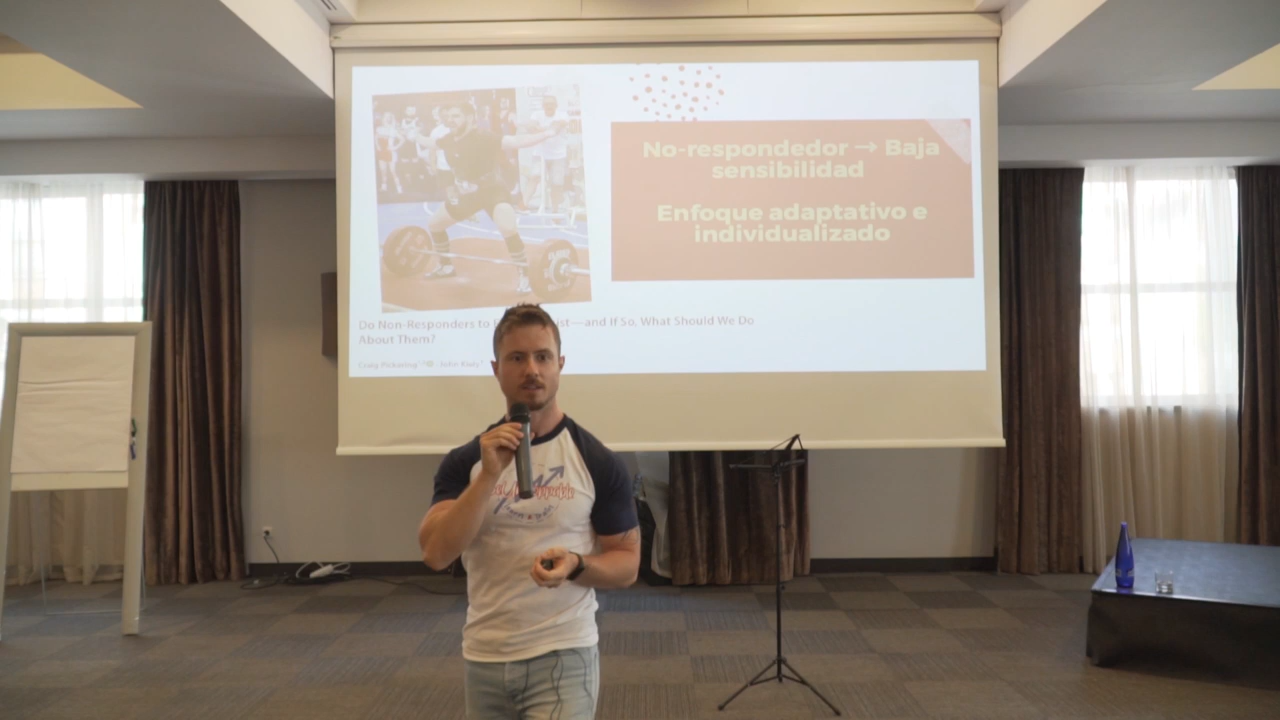 No-respondedor → Baja
sensibilidad
Enfoque adaptativo e
individualizado
Do Non-Responders to ist—and If So, What Should We Do
About Them?
Craig Pickering John Kiely